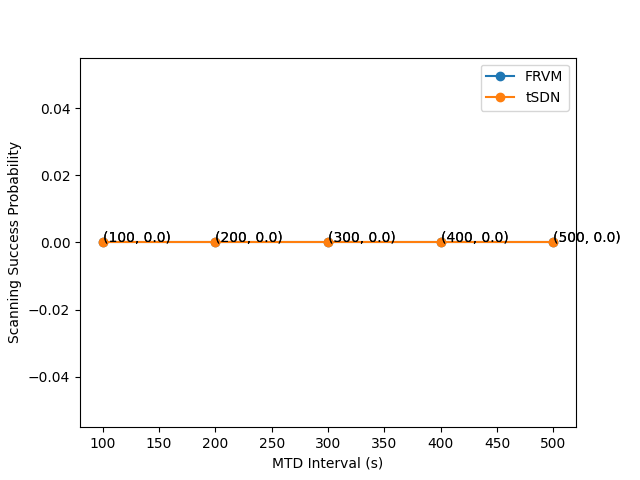 FRVM
tSDN
0.04
0.02
0.00
−0.02
−0.04
Scanning Success Probability
(100, 0.0) (200, 0.0) (300, 0.0) (400, 0.0) (500, 0.0)
100 150 200 250 300 350 400 450 500
MTD Interval (s)